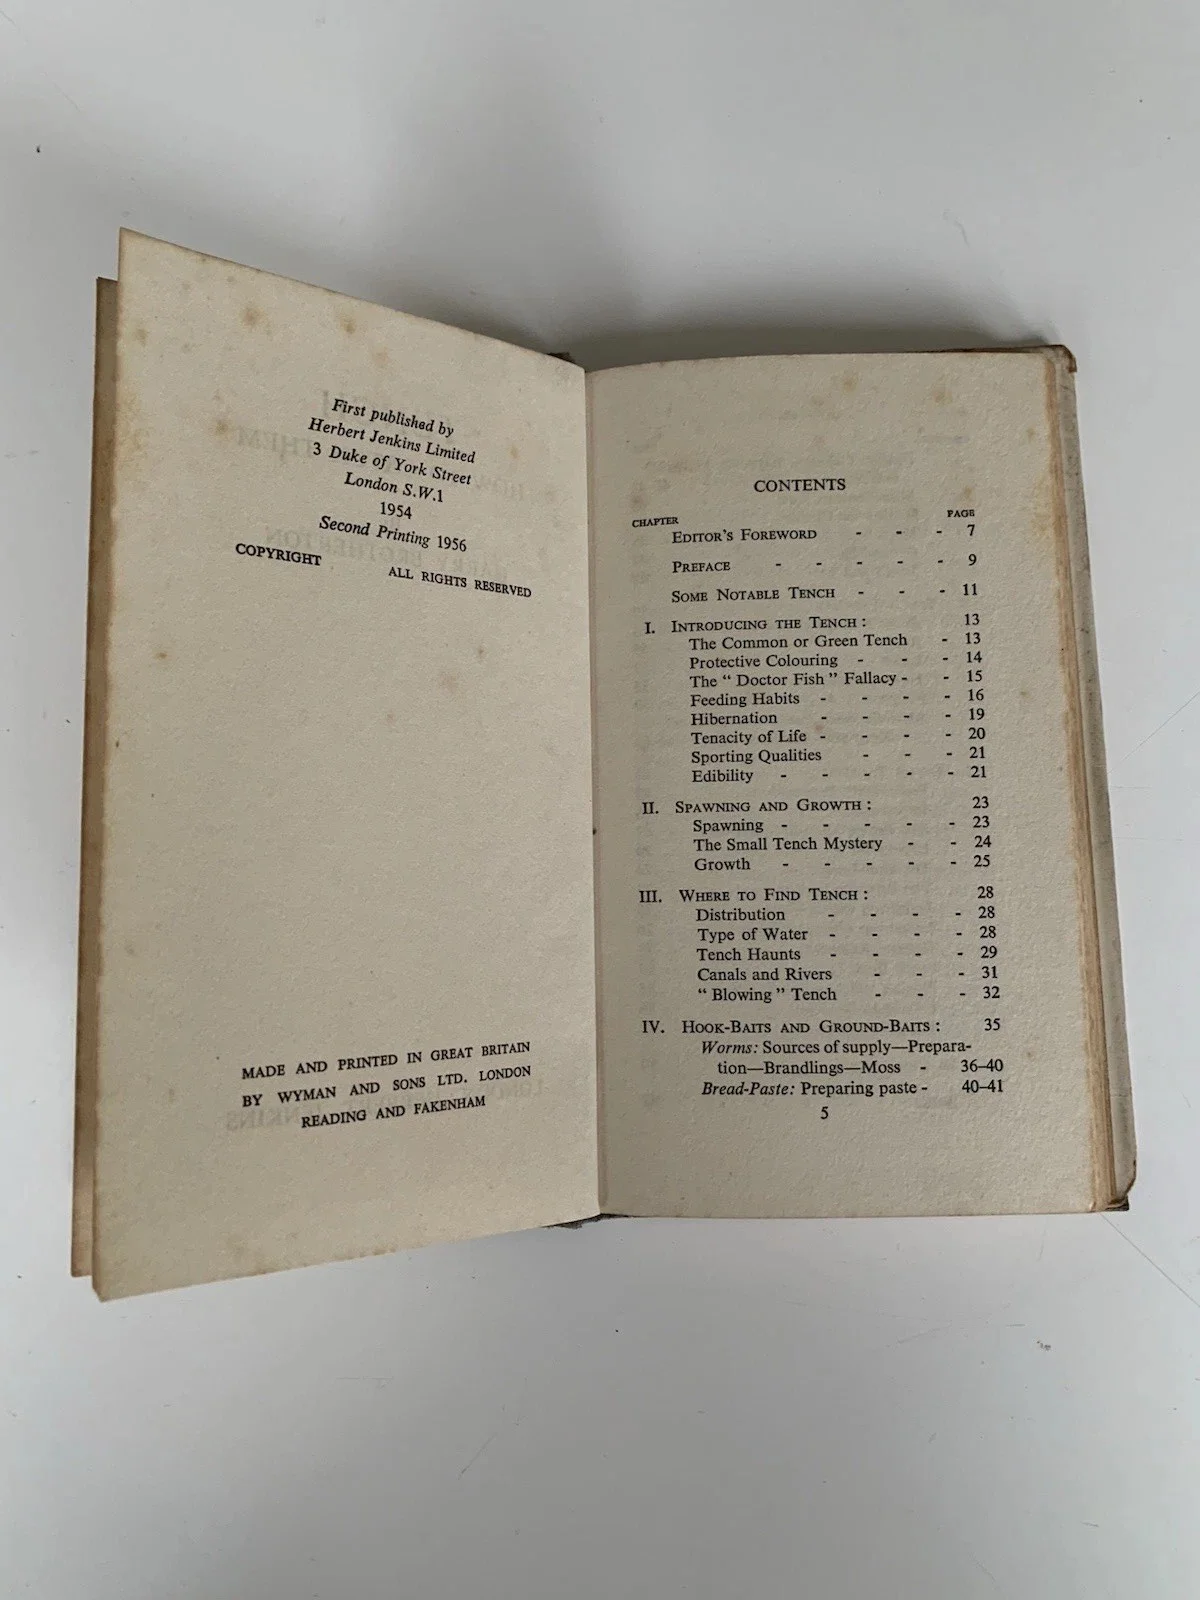 First published by
Herbert Jenkins Limited
3 Duke of York Street
London S.W.1
1954
Second Printing 1956
COPYRIGHT ALL RIGHTS RESERVED
MADE AND PRINTED IN GREAT BRITAIN
BY WYMAN AND SONS LTD. LONDON
READING AND FAKENHAM
CONTENTS
CHAPTER PAGE
EDITOR'S FOREWORD - - - 7
PREFACE - - - - - 9
SOME NOTABLE TENCH - - - 11
I. INTRODUCING THE TENCH : 13
The Common or Green Tench - 13
Protective Colouring - - - 14
The “ Doctor Fish ” Fallacy - - 15
Feeding Habits - - - - 16
Hibernation - - - - 19
Tenacity of Life - - - - 20
Sporting Qualities - - - 21
Edibility - - - - - 21
II. SPAWNING AND GROWTH : 23
Spawning - - - - - 23
The Small Tench Mystery - - 24
Growth - - - - - 25
III. WHERE TO FIND TENCH : 28
Distribution - - - - 28
Type of Water - - - - 28
Tench Haunts - - - - 29
Canals and Rivers - - - 31
“ Blowing ” Tench - - - 32
IV. HOOK-BAITS AND GROUND-BAITS : 35
Worms: Sources of supply—Prepara-
tion—Brandlings—Moss - 36–40
Bread-Paste: Preparing paste - 40–41
5